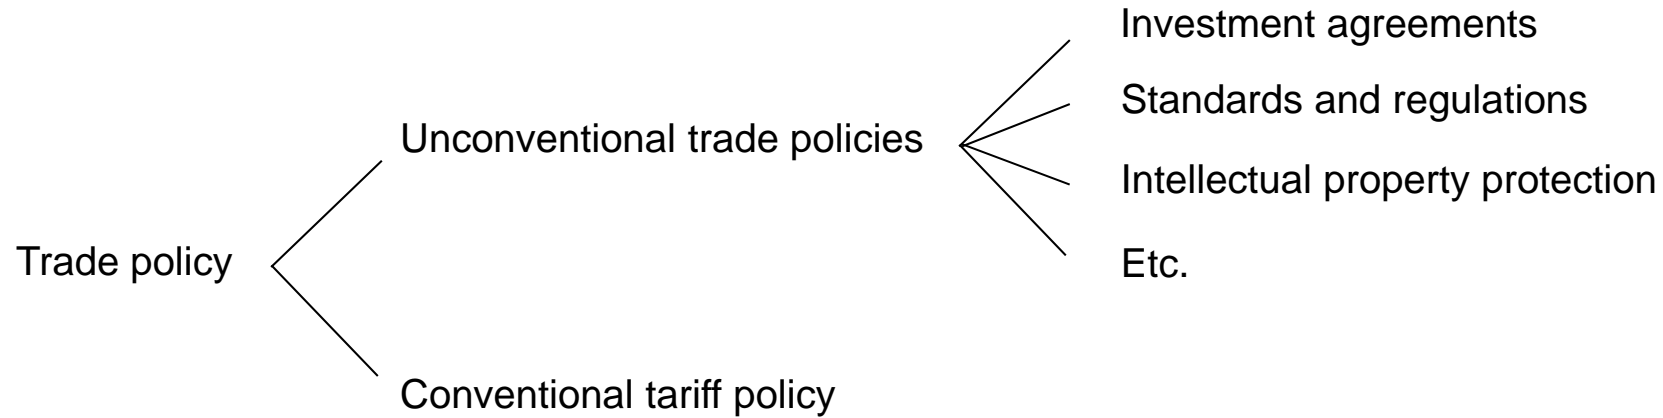 Investment agreements
Standards and regulations
Unconventional trade policies
Intellectual property protection
Trade policy
Etc.
Conventional tariff policy